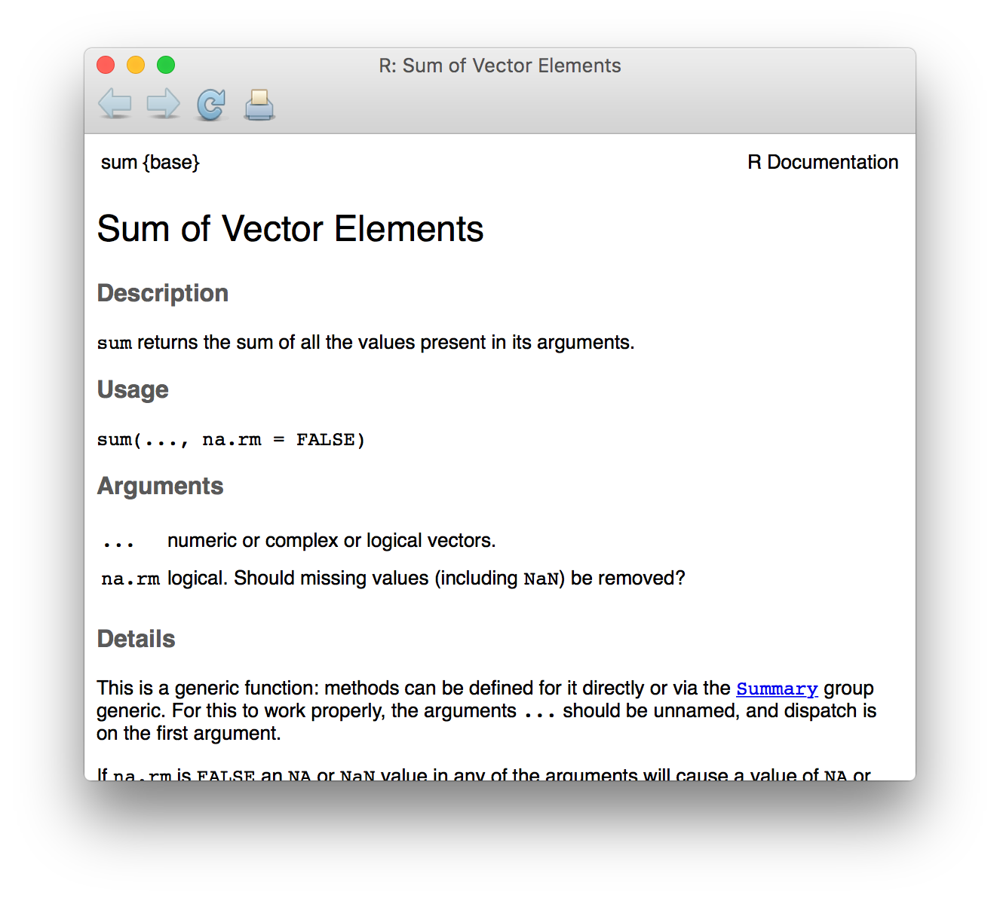 R: Sum of Vector Elements
sum {base} R Documentation
Sum of Vector Elements
Description
sum returns the sum of all the values present in its arguments.
Usage
sum(..., na.rm = FALSE)
Arguments
... numeric or complex or logical vectors.
na.rm logical. Should missing values (including NaN) be removed?
Details
This is a generic function: methods can be defined for it directly or via the Summary group
generic. For this to work properly, the arguments ... should be unnamed, and dispatch is
on the first argument.
If na.rm is FALSE an NA or NaN value in any of the arguments will cause a value of NA or